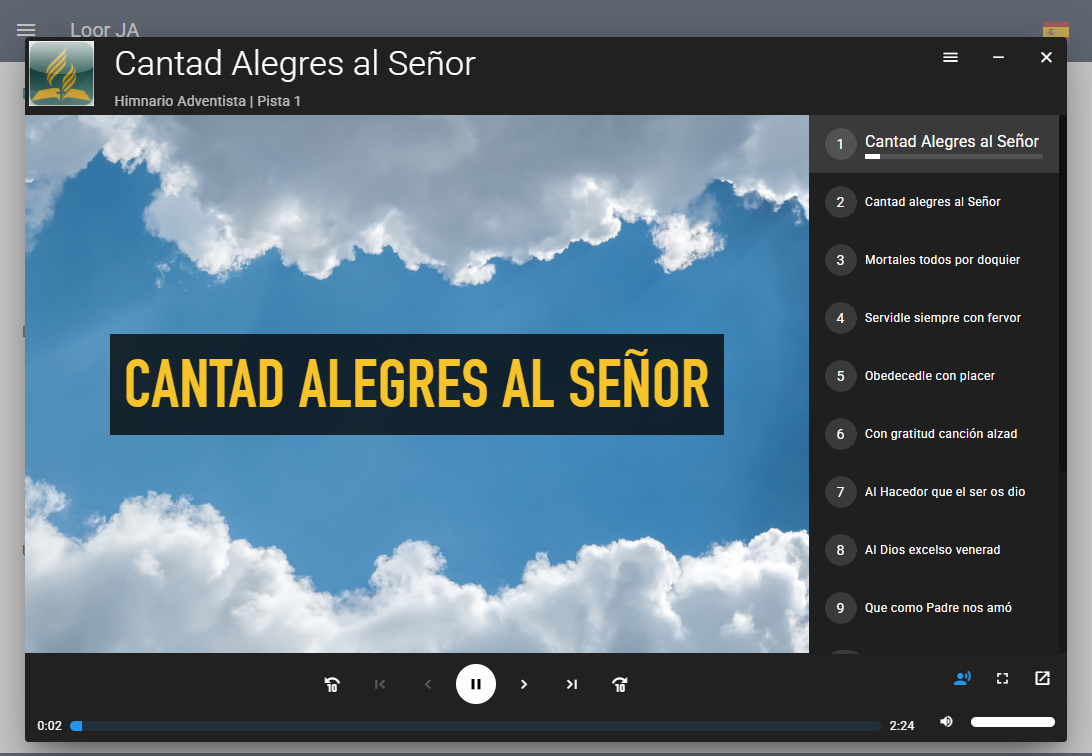 Loor JA
Cantad Alegres al Señor
Himnario Adventista | Pista 1
CANTAD ALEGRES AL SEÑOR
1 Cantad Alegres al Señor
2 Cantad alegres al Señor
3 Mortales todos por doquier
4 Servidle siempre con fervor
5 Obedecedle con placer
6 Con gratitud canción alzad
7 Al Hacedor que el ser os dio
8 Al Dios excelso venerad
9 Que como Padre nos amó
10 10
0:02 2:24